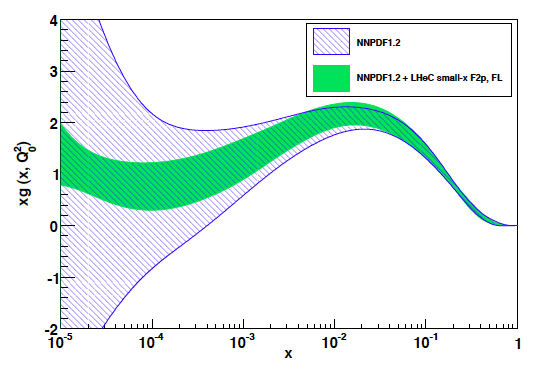 4
NNPDF1.2
3
NNPDF1.2 + LHeC small-x F2p, FL
2
xg (x, Q₀²)
1
0
-1
-2
10⁻⁵ 10⁻⁴ 10⁻³ 10⁻² 10⁻¹ 1
x